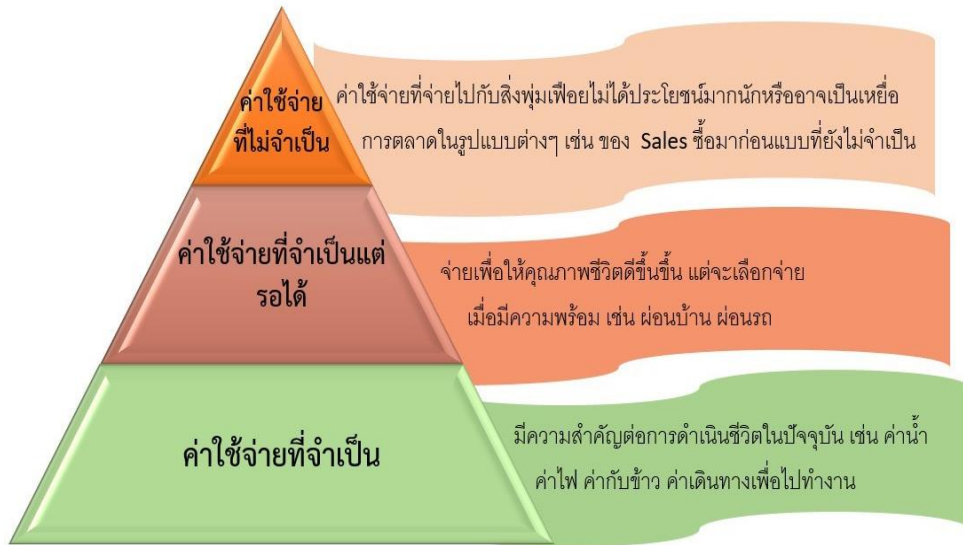 ค่าใช้จ่าย
ที่ไม่จำเป็น
ค่าใช้จ่ายที่จ่ายไปกับสิ่งพุ่มเฟือยไม่ได้ประโยชน์มากนักหรืออาจเป็นเหยื่อ
การตลาดในรูปแบบต่างๆ เช่น ของ Sales ซื้อมาก่อนแบบที่ยังไม่จำเป็น
ค่าใช้จ่ายที่จำเป็นแต่
รอได้
จ่ายเพื่อให้คุณภาพชีวิตดีขึ้นขึ้น แต่จะเลือกจ่าย
เมื่อมีความพร้อม เช่น ผ่อนบ้าน ผ่อนรถ
ค่าใช้จ่ายที่จำเป็น
มีความสำคัญต่อการดำเนินชีวิตในปัจจุบัน เช่น ค่าน้ำ
ค่าไฟ ค่ากับข้าว ค่าเดินทางเพื่อไปทำงาน